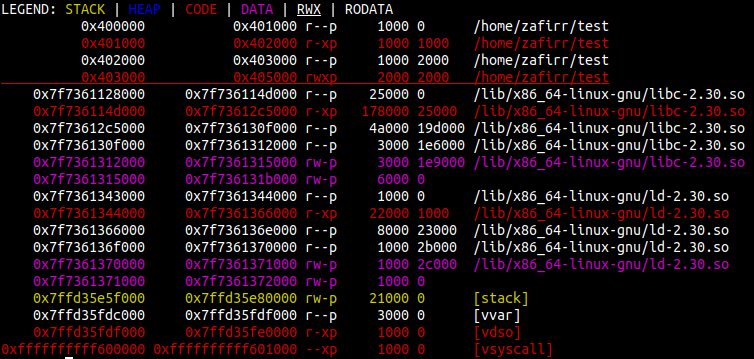 LEGEND: STACK | HEAP | CODE | DATA | RWX | RODATA
0x400000 0x401000 r--p 1000 0 /home/zafirr/test
0x401000 0x402000 r-xp 1000 1000 /home/zafirr/test
0x402000 0x403000 r--p 1000 2000 /home/zafirr/test
0x403000 0x405000 rwxp 2000 2000 /home/zafirr/test
0x7f7361128000 0x7f736114d000 r--p 25000 0 /lib/x86_64-linux-gnu/libc-2.30.so
0x7f736114d000 0x7f73612c5000 r-xp 178000 25000 /lib/x86_64-linux-gnu/libc-2.30.so
0x7f73612c5000 0x7f736130f000 r--p 4a000 19d000 /lib/x86_64-linux-gnu/libc-2.30.so
0x7f736130f000 0x7f7361312000 r--p 3000 1e6000 /lib/x86_64-linux-gnu/libc-2.30.so
0x7f7361312000 0x7f7361315000 rw-p 3000 1e9000 /lib/x86_64-linux-gnu/libc-2.30.so
0x7f7361315000 0x7f736131b000 rw-p 6000 0
0x7f7361343000 0x7f7361344000 r--p 1000 0 /lib/x86_64-linux-gnu/ld-2.30.so
0x7f7361344000 0x7f7361366000 r-xp 22000 1000 /lib/x86_64-linux-gnu/ld-2.30.so
0x7f7361366000 0x7f736136e000 r--p 8000 23000 /lib/x86_64-linux-gnu/ld-2.30.so
0x7f736136f000 0x7f7361370000 r--p 1000 2b000 /lib/x86_64-linux-gnu/ld-2.30.so
0x7f7361370000 0x7f7361371000 rw-p 1000 2c000 /lib/x86_64-linux-gnu/ld-2.30.so
0x7f7361371000 0x7f7361372000 rw-p 1000 0
0x7ffd35e5f000 0x7ffd35e80000 rw-p 21000 0 [stack]
0x7ffd35fdc000 0x7ffd35fdf000 r--p 3000 0 [vvar]
0x7ffd35fdf000 0x7ffd35fe0000 r-xp 1000 0 [vdso]
0xffffffffff600000 0xffffffffff601000 --xp 1000 0 [vsyscall]